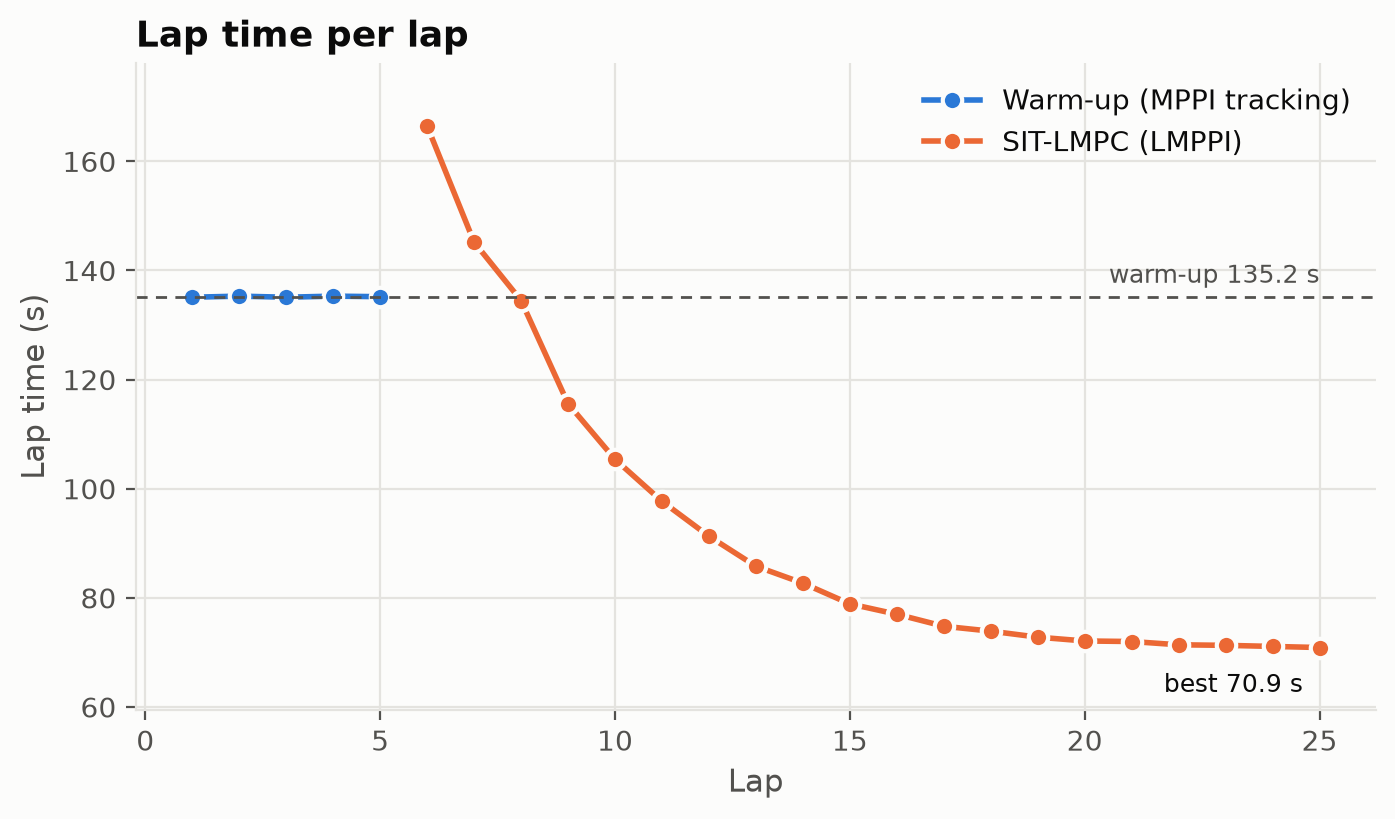 Lap time per lap
Warm-up (MPPI tracking)
SIT-LMPC (LMPPI)
Lap time (s)
160
140
120
100
80
60
warm-up 135.2 s
best 70.9 s
0 5 10 15 20 25
Lap